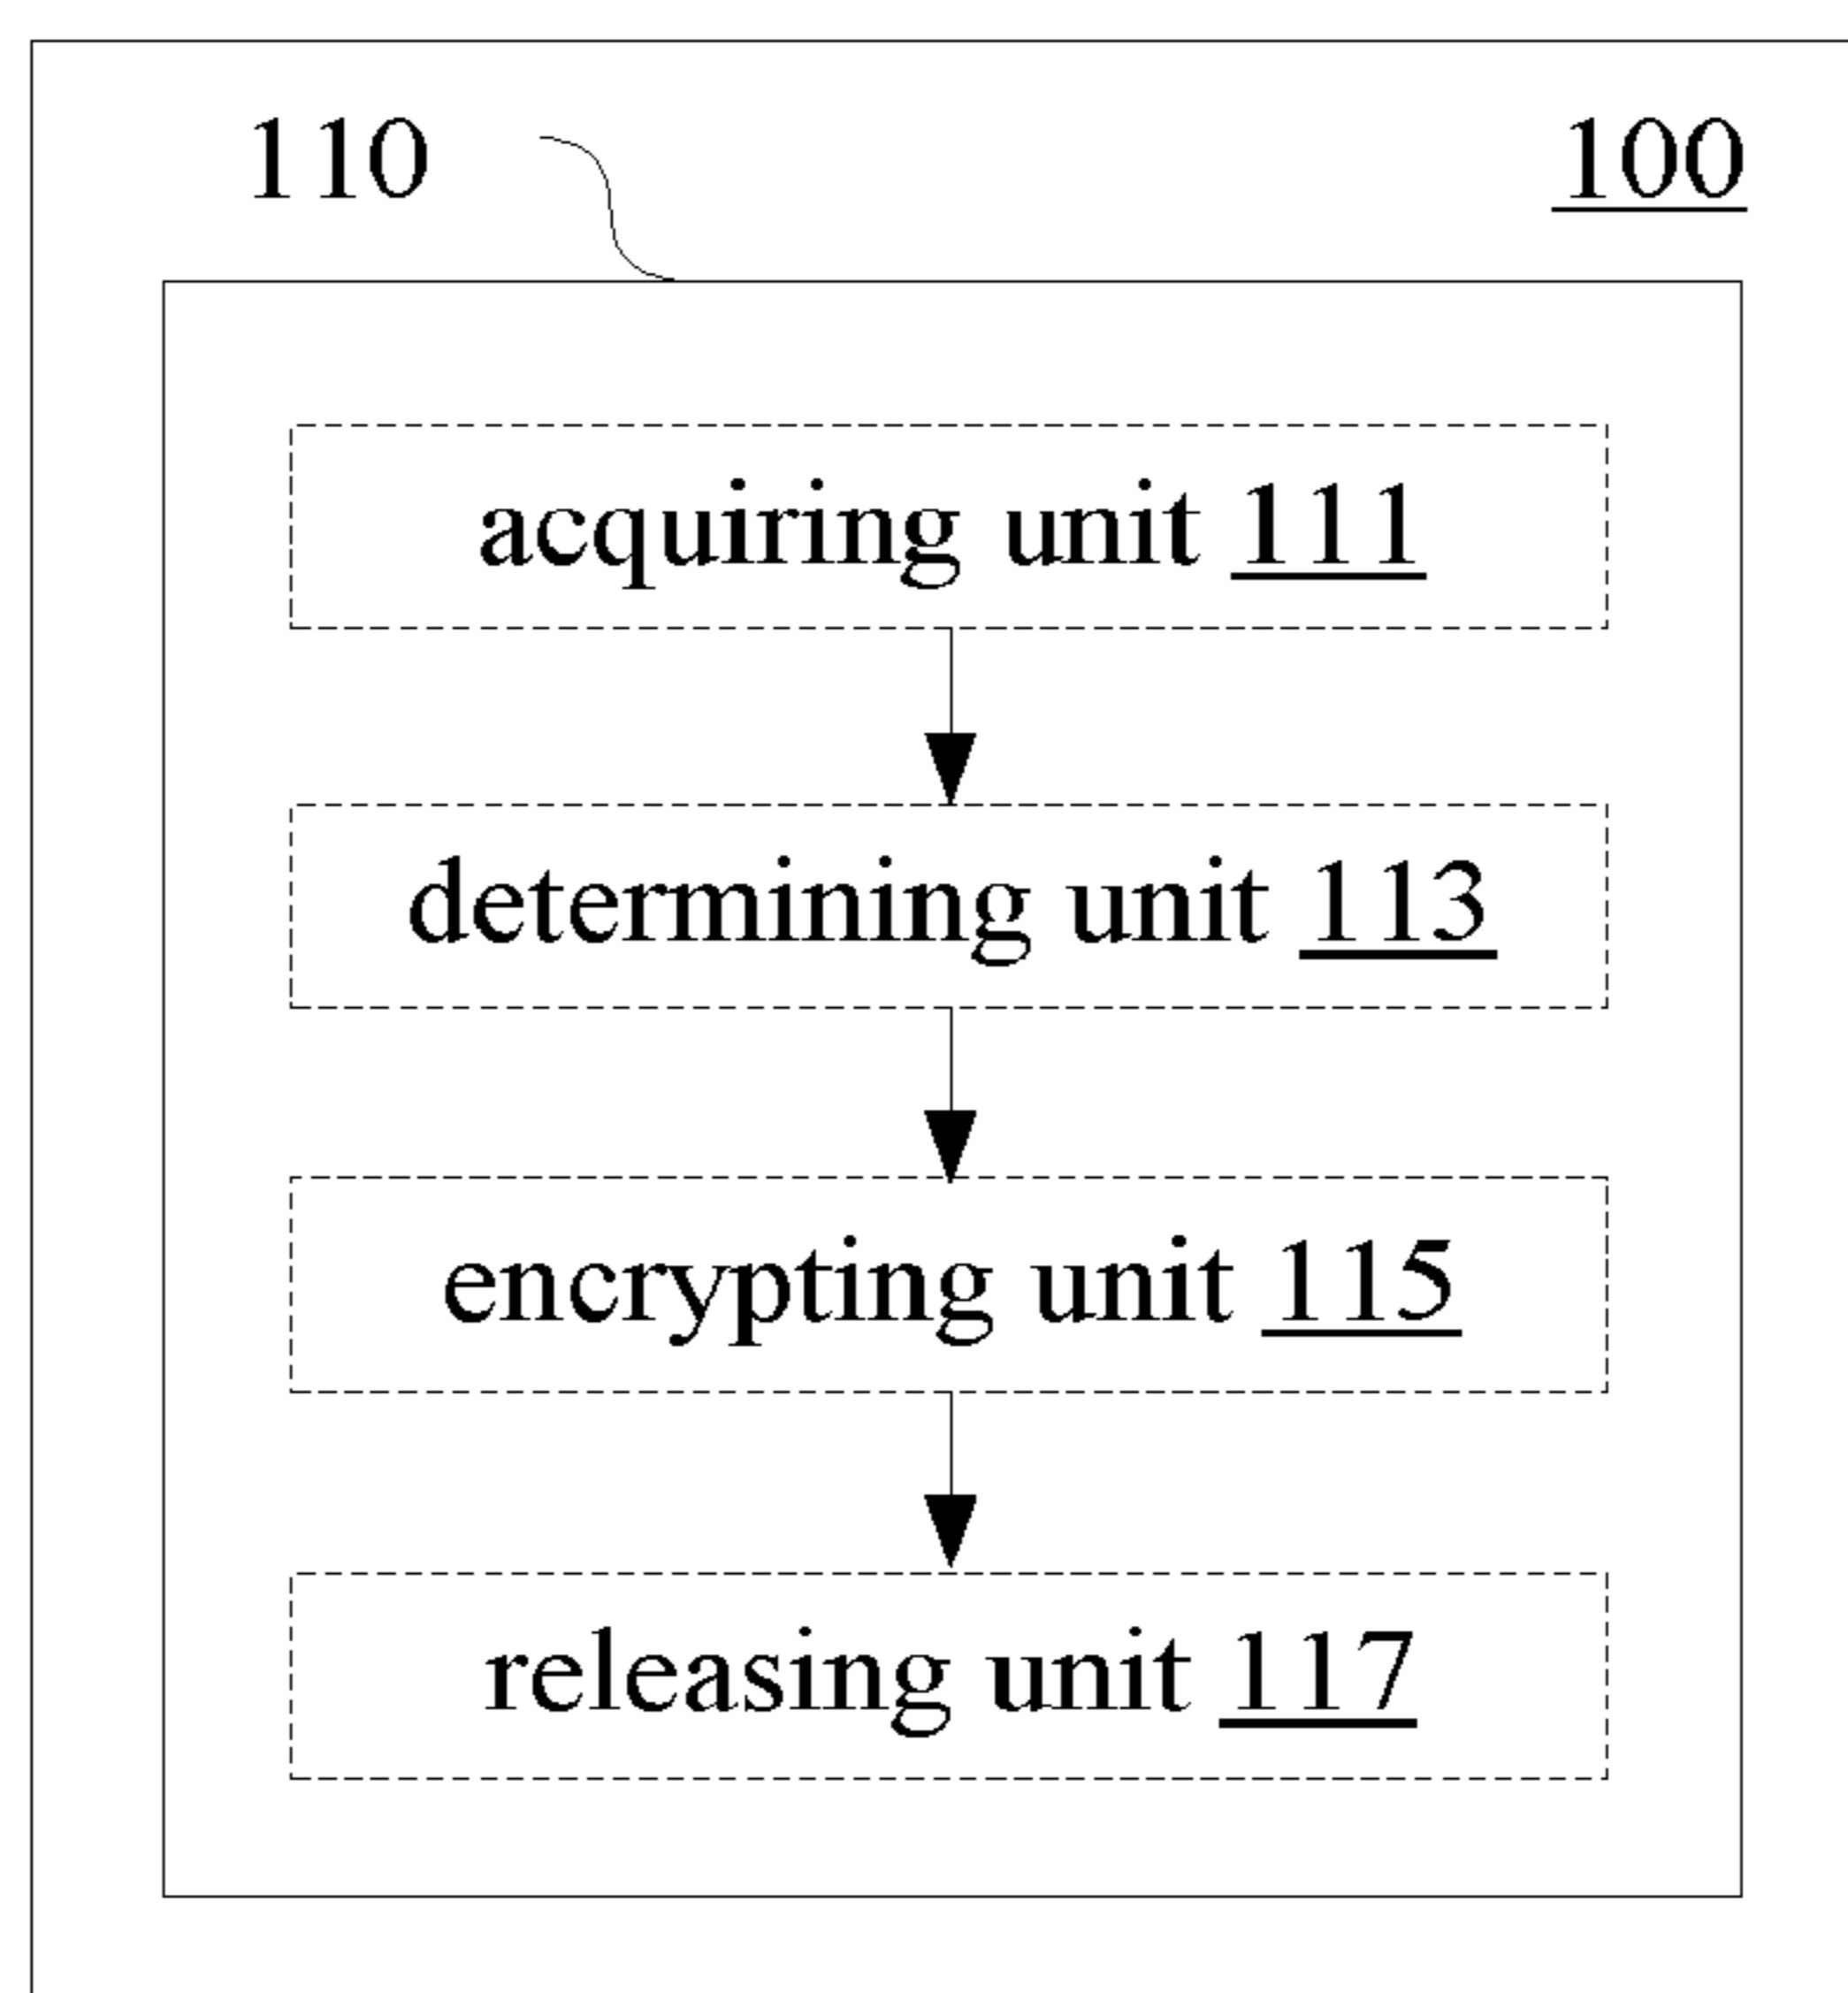 110 100
acquiring unit 111
determining unit 113
encrypting unit 115
releasing unit 117